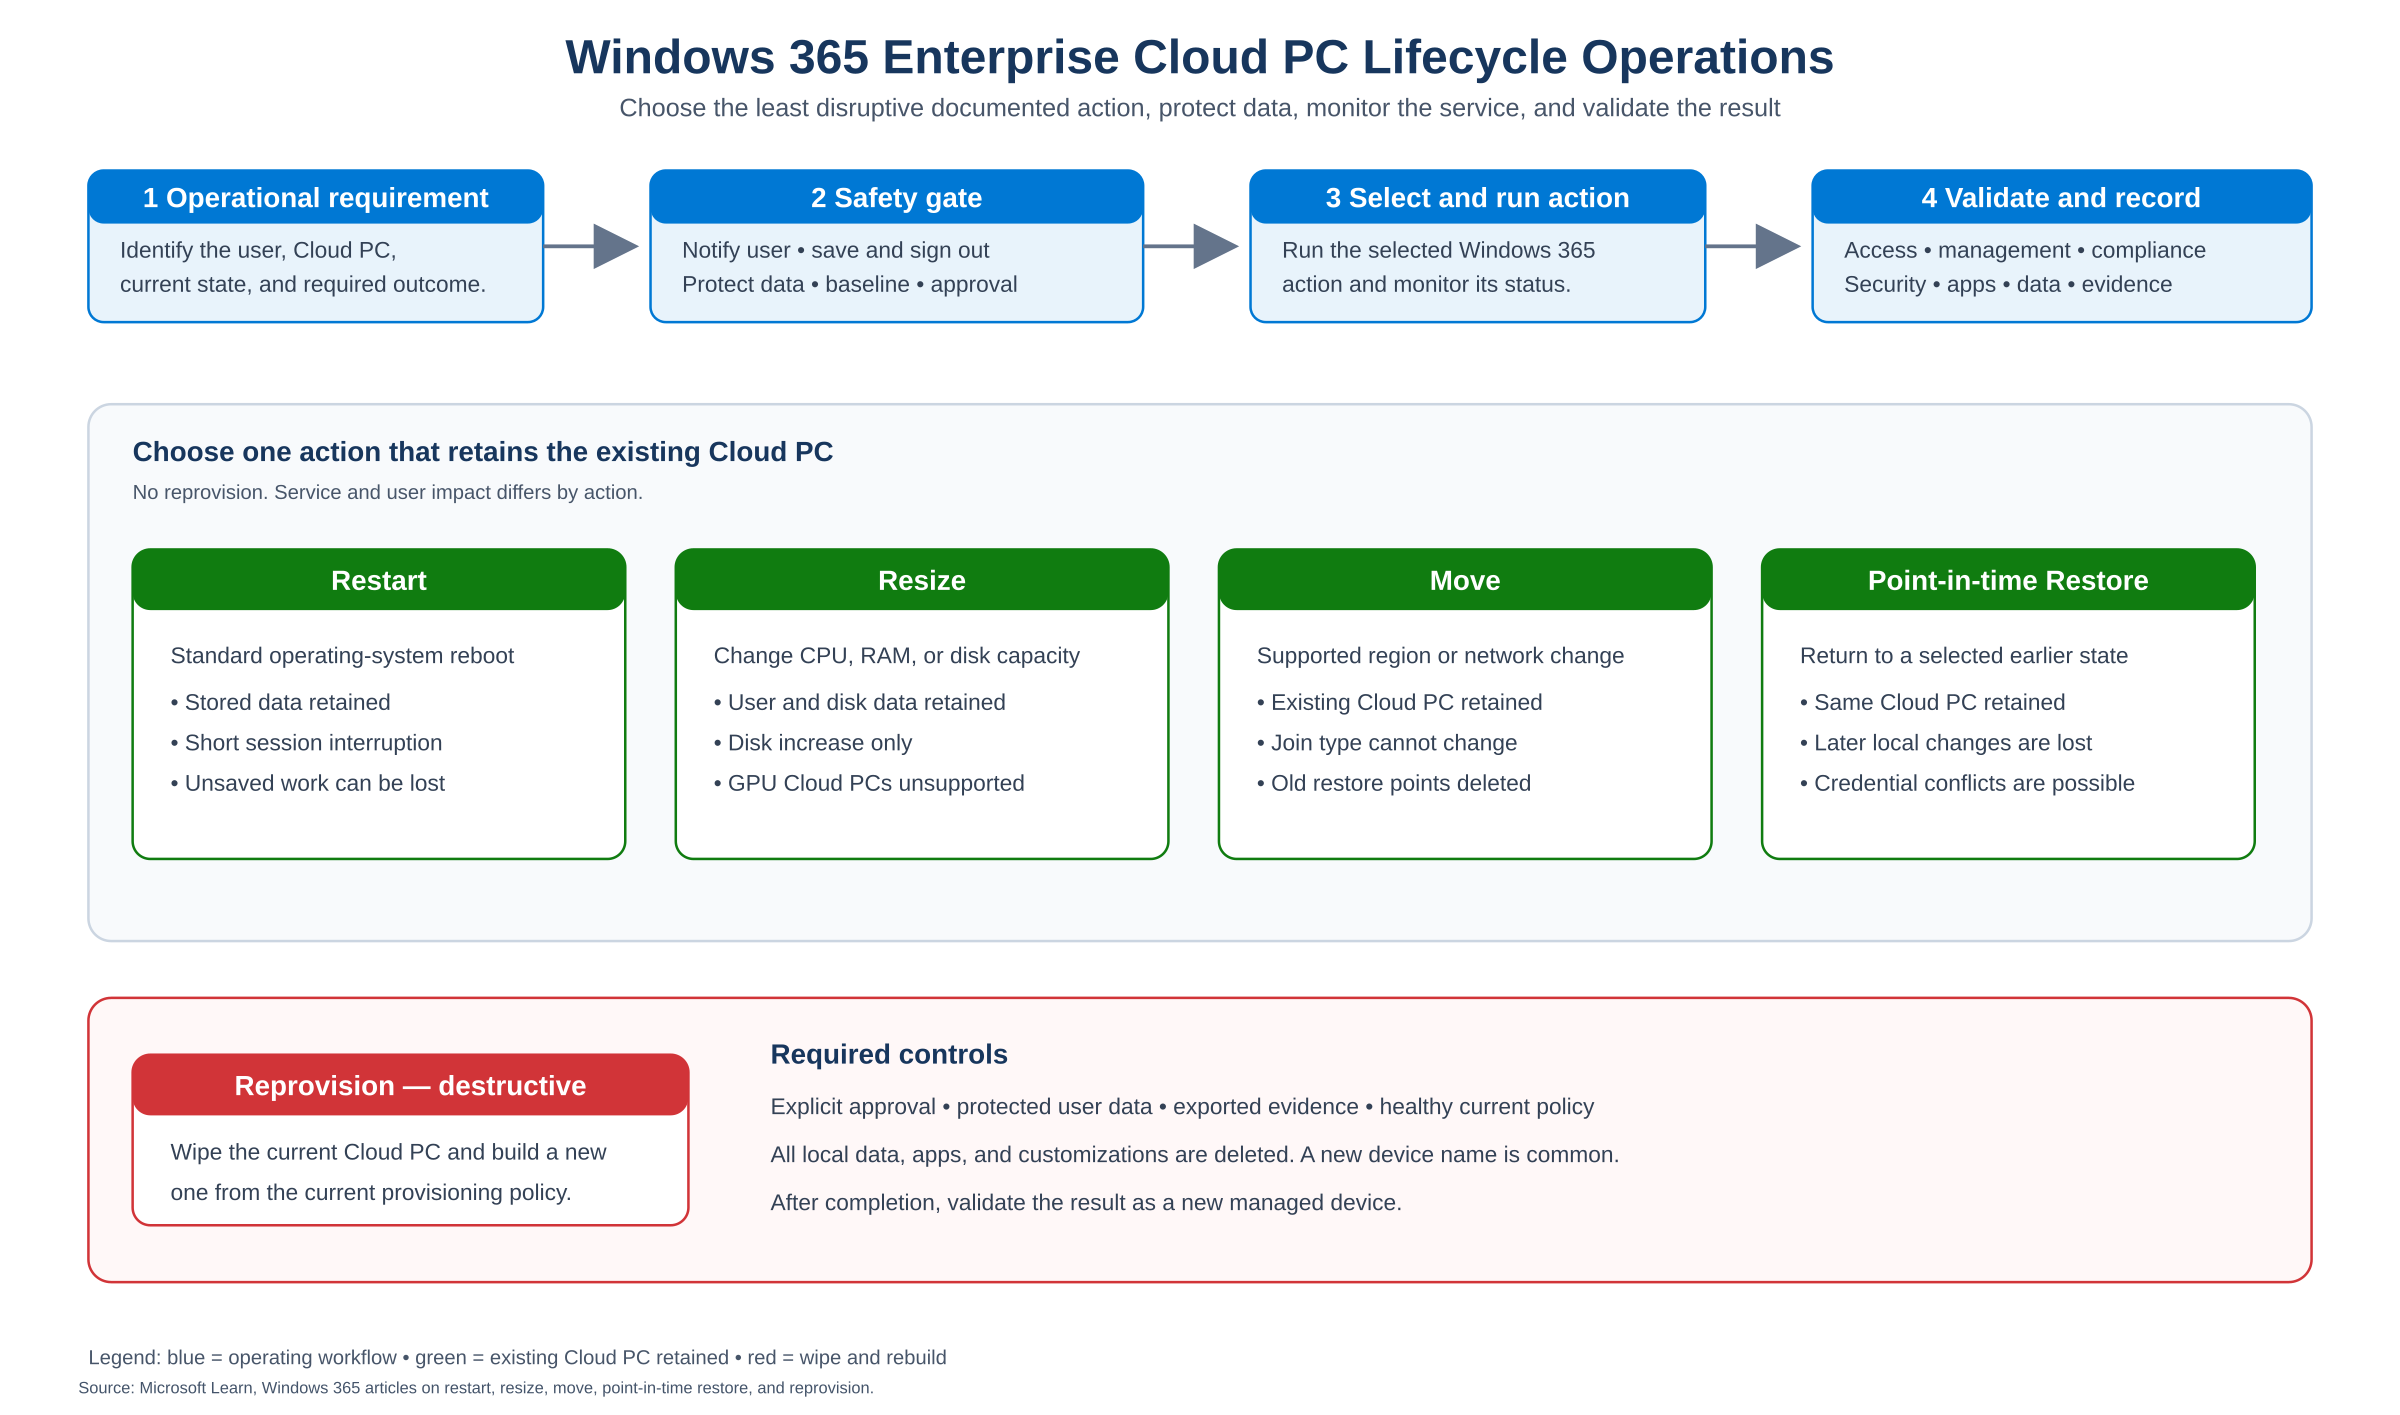 Windows 365 Enterprise Cloud PC Lifecycle Operations
Choose the least disruptive documented action, protect data, monitor the service, and validate the result
1 Operational requirement
Identify the user, Cloud PC,
current state, and required outcome.
2 Safety gate
Notify user • save and sign out
Protect data • baseline • approval
3 Select and run action
Run the selected Windows 365
action and monitor its status.
4 Validate and record
Access • management • compliance
Security • apps • data • evidence
Choose one action that retains the existing Cloud PC
No reprovision. Service and user impact differs by action.
Restart
Standard operating-system reboot
• Stored data retained
• Short session interruption
• Unsaved work can be lost
Resize
Change CPU, RAM, or disk capacity
• User and disk data retained
• Disk increase only
• GPU Cloud PCs unsupported
Move
Supported region or network change
• Existing Cloud PC retained
• Join type cannot change
• Old restore points deleted
Point-in-time Restore
Return to a selected earlier state
• Same Cloud PC retained
• Later local changes are lost
• Credential conflicts are possible
Reprovision — destructive
Wipe the current Cloud PC and build a new
one from the current provisioning policy.
Required controls
Explicit approval • protected user data • exported evidence • healthy current policy
All local data, apps, and customizations are deleted. A new device name is common.
After completion, validate the result as a new managed device.
Legend: blue = operating workflow • green = existing Cloud PC retained • red = wipe and rebuild
Source: Microsoft Learn, Windows 365 articles on restart, resize, move, point-in-time restore, and reprovision.